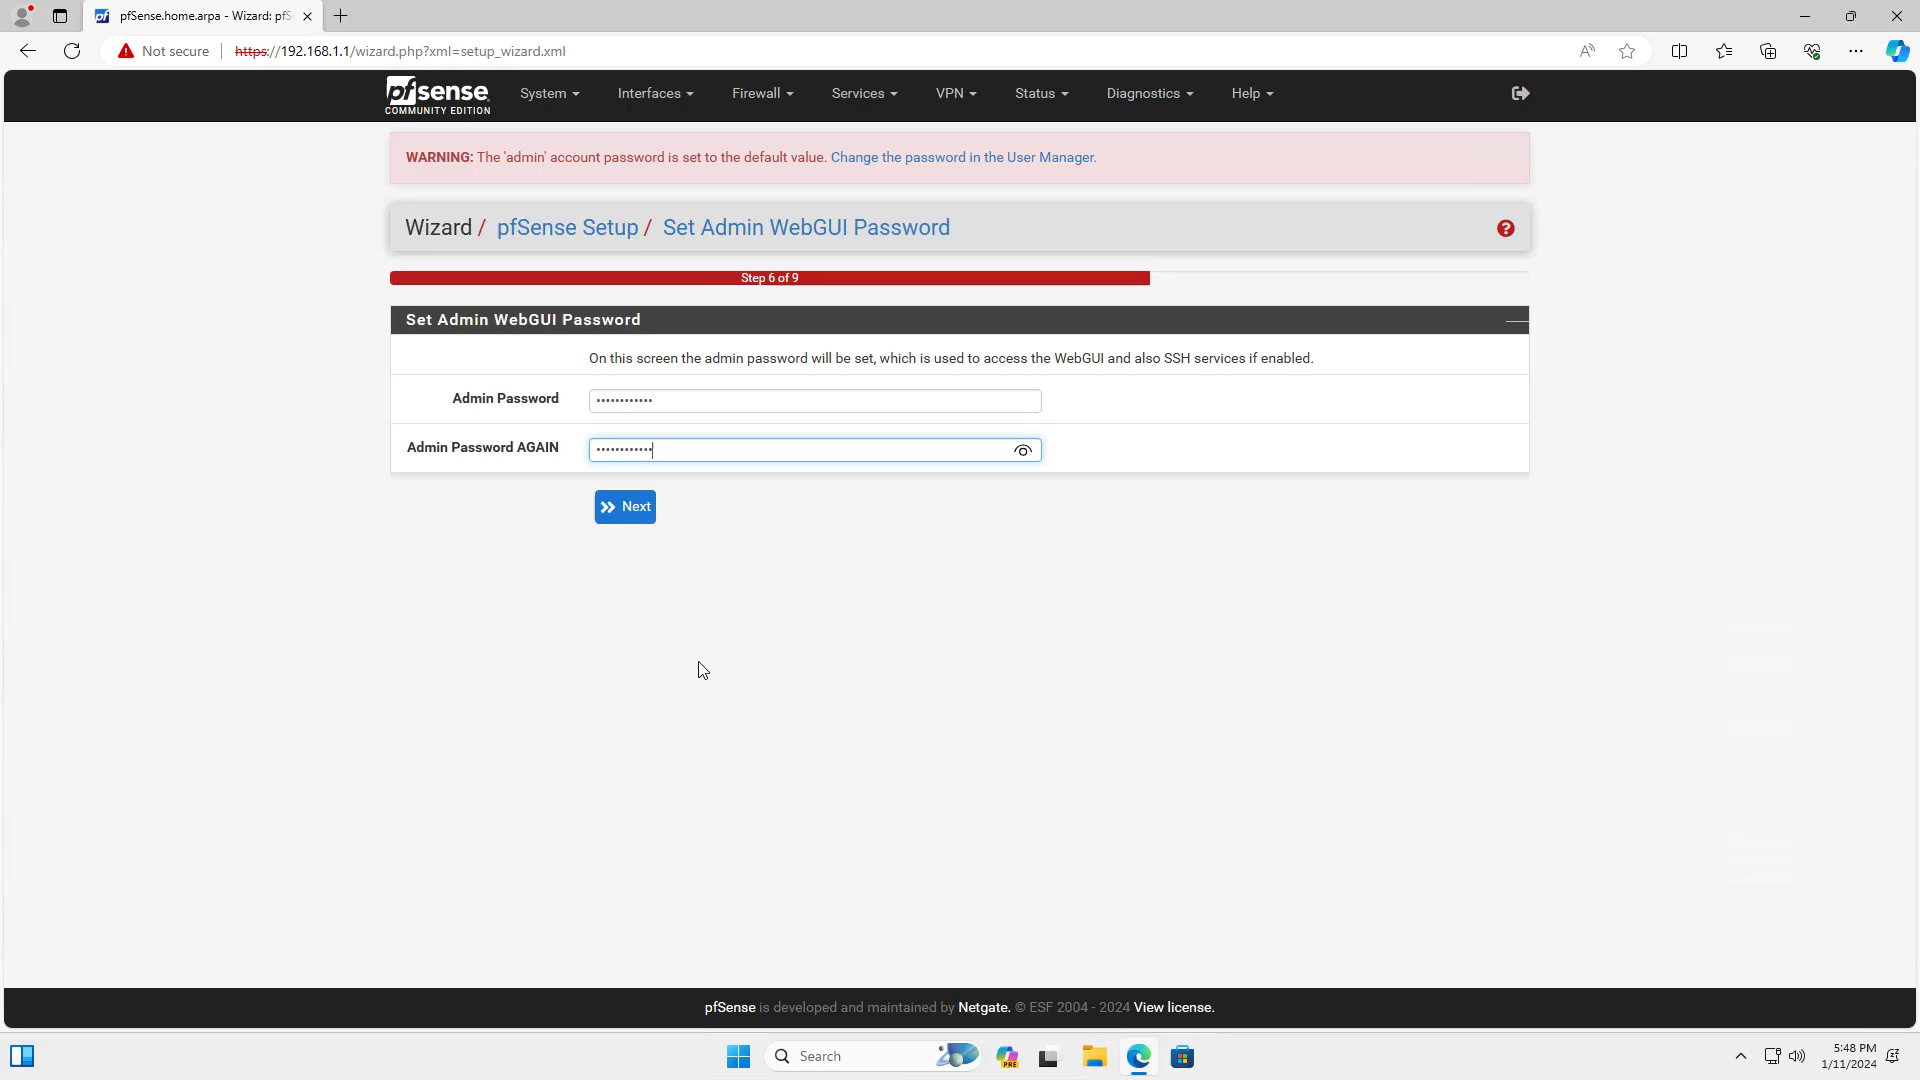 pfSense.home.arpa - Wizard: pfS
Not secure
https://192.168.1.1/wizard.php?xml=setup_wizard.xml
pfsense
COMMUNITY EDITION
System
Interfaces
Firewall
Services
VPN
Status
Diagnostics
Help
WARNING: The 'admin' account password is set to the default value. Change the password in the User Manager.
Wizard / pfSense Setup / Set Admin WebGUI Password
Step 6 of 9
Set Admin WebGUI Password
On this screen the admin password will be set, which is used to access the WebGUI and also SSH services if enabled.
Admin Password
••••••••••••
Admin Password AGAIN
••••••••••••
Next
pfSense is developed and maintained by Netgate. © ESF 2004 - 2024 View license.
Search
PRE
5:48 PM
1/11/2024